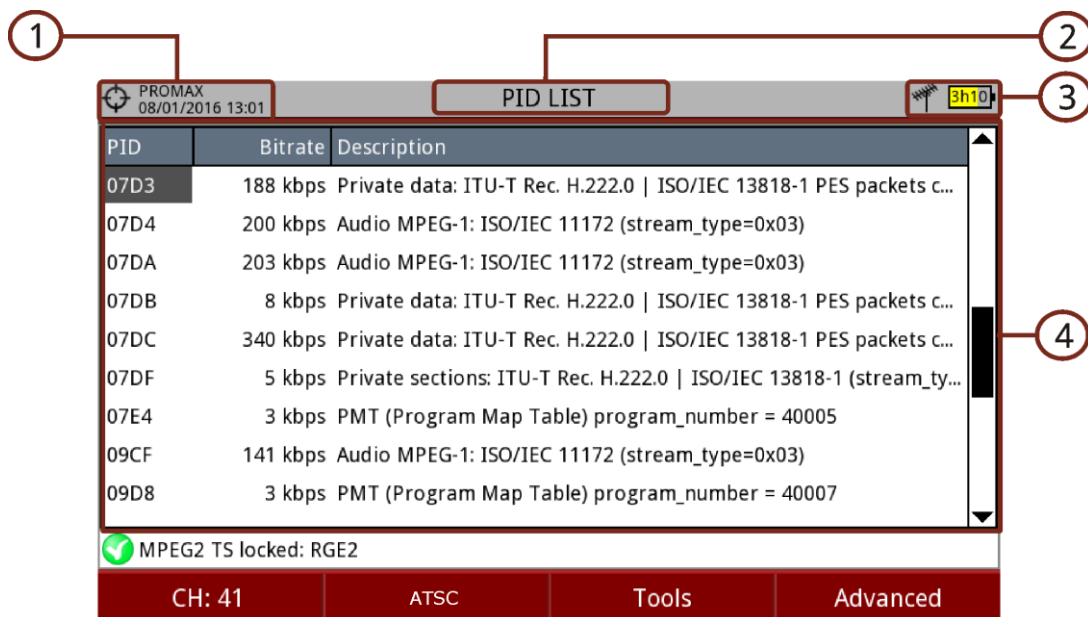 1
2
PROMAX
08/01/2016 13:01
PID LIST
3h10
3
PID Bitrate Description
07D3 188 kbps Private data: ITU-T Rec. H.222.0 | ISO/IEC 13818-1 PES packets c...
07D4 200 kbps Audio MPEG-1: ISO/IEC 11172 (stream_type=0x03)
07DA 203 kbps Audio MPEG-1: ISO/IEC 11172 (stream_type=0x03)
07DB 8 kbps Private data: ITU-T Rec. H.222.0 | ISO/IEC 13818-1 PES packets c...
07DC 340 kbps Private data: ITU-T Rec. H.222.0 | ISO/IEC 13818-1 PES packets c...
4
07DF 5 kbps Private sections: ITU-T Rec. H.222.0 | ISO/IEC 13818-1 (stream_ty...
07E4 3 kbps PMT (Program Map Table) program_number = 40005
09CF 141 kbps Audio MPEG-1: ISO/IEC 11172 (stream_type=0x03)
09D8 3 kbps PMT (Program Map Table) program_number = 40007
MPEG2 TS locked: RGE2
CH: 41 ATSC Tools Advanced